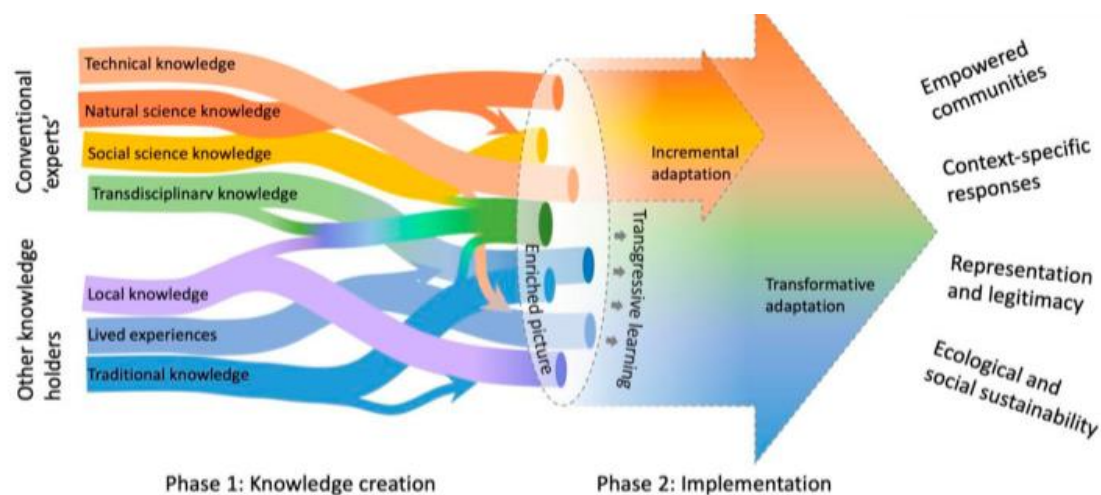 Conventional
'experts'
Technical knowledge
Natural science knowledge
Social science knowledge
Transdisciplinary knowledge
Other knowledge
holders
Local knowledge
Lived experiences
Traditional knowledge
Enriched picture
Transgressive learning
Incremental
adaptation
Transformative
adaptation
Empowered
communities
Context-specific
responses
Representation
and legitimacy
Ecological and
social sustainability
Phase 1: Knowledge creation
Phase 2: Implementation